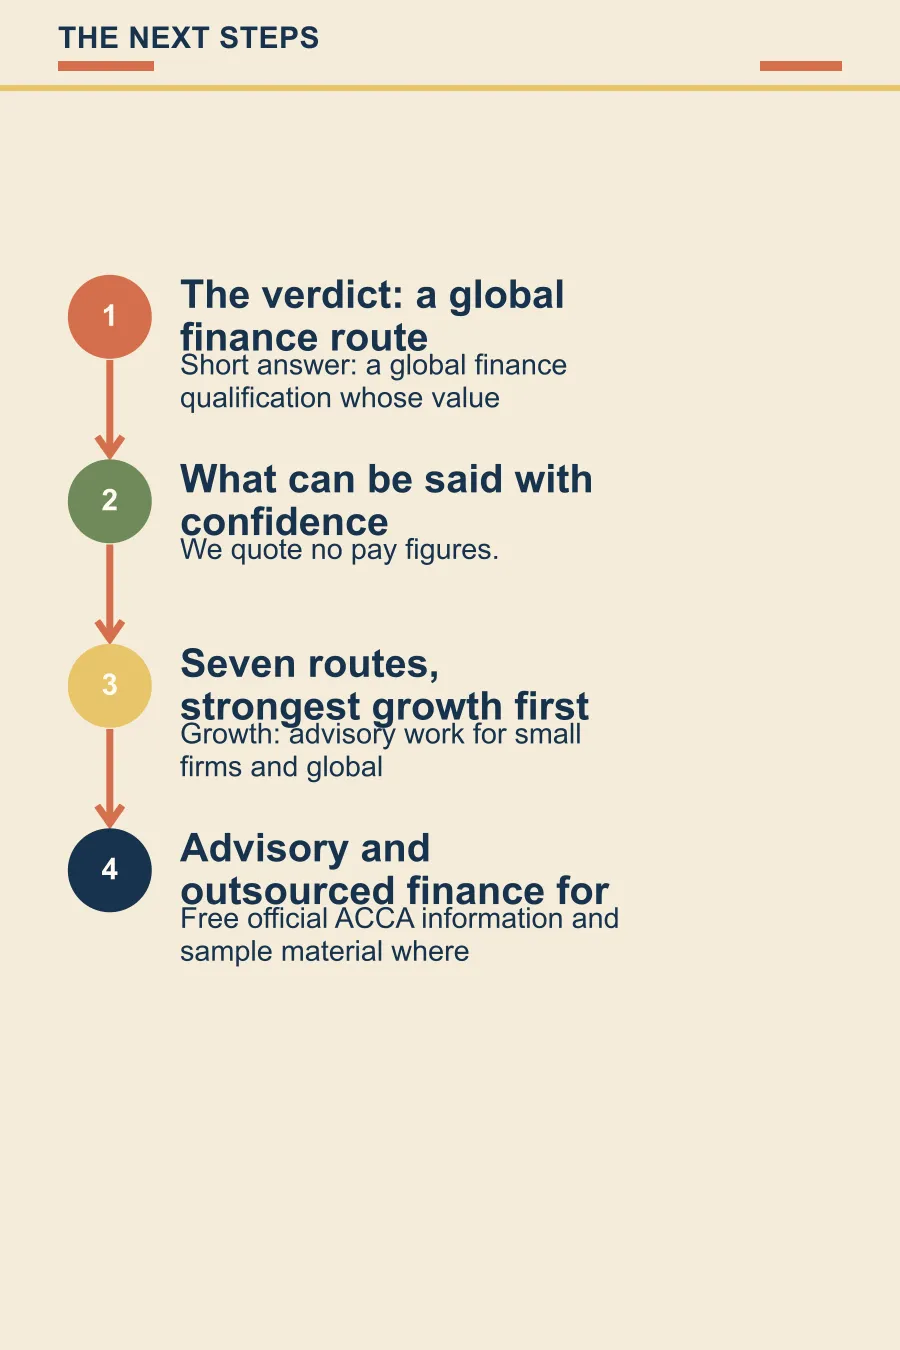 THE NEXT STEPS
1
The verdict: a global
finance route
Short answer: a global finance
qualification whose value
2
What can be said with
confidence
We quote no pay figures.
3
Seven routes,
strongest growth first
Growth: advisory work for small
firms and global
4
Advisory and
outsourced finance for
Free official ACCA information and
sample material where